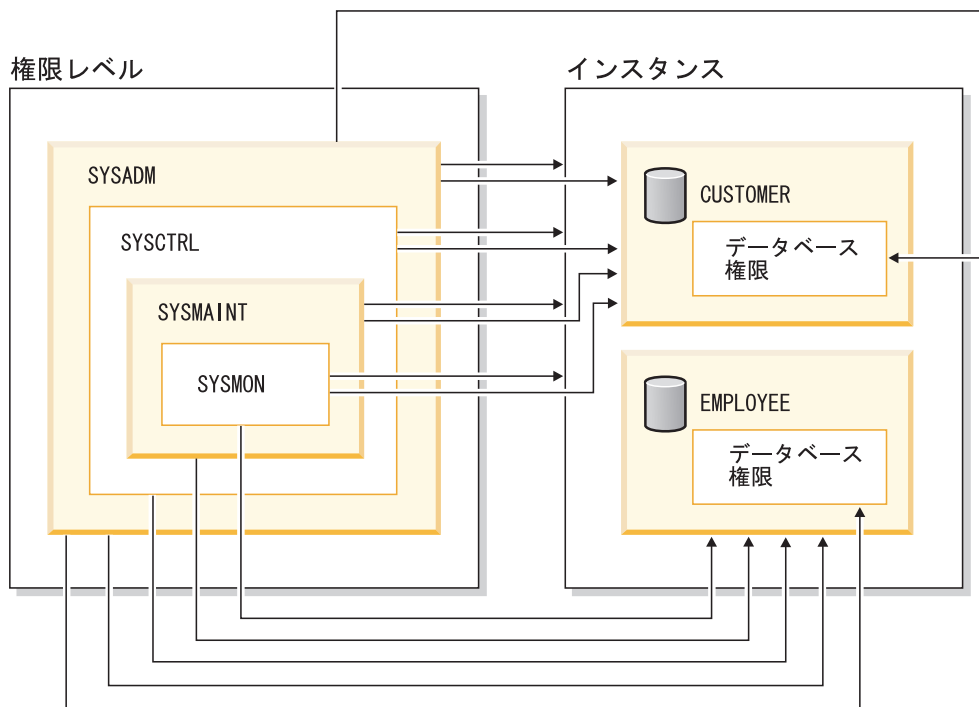 権限レベル
インスタンス
SYSADM
SYSCTRL
SYSMAINT
SYSMON
CUSTOMER
データベース
権限
EMPLOYEE
データベース
権限